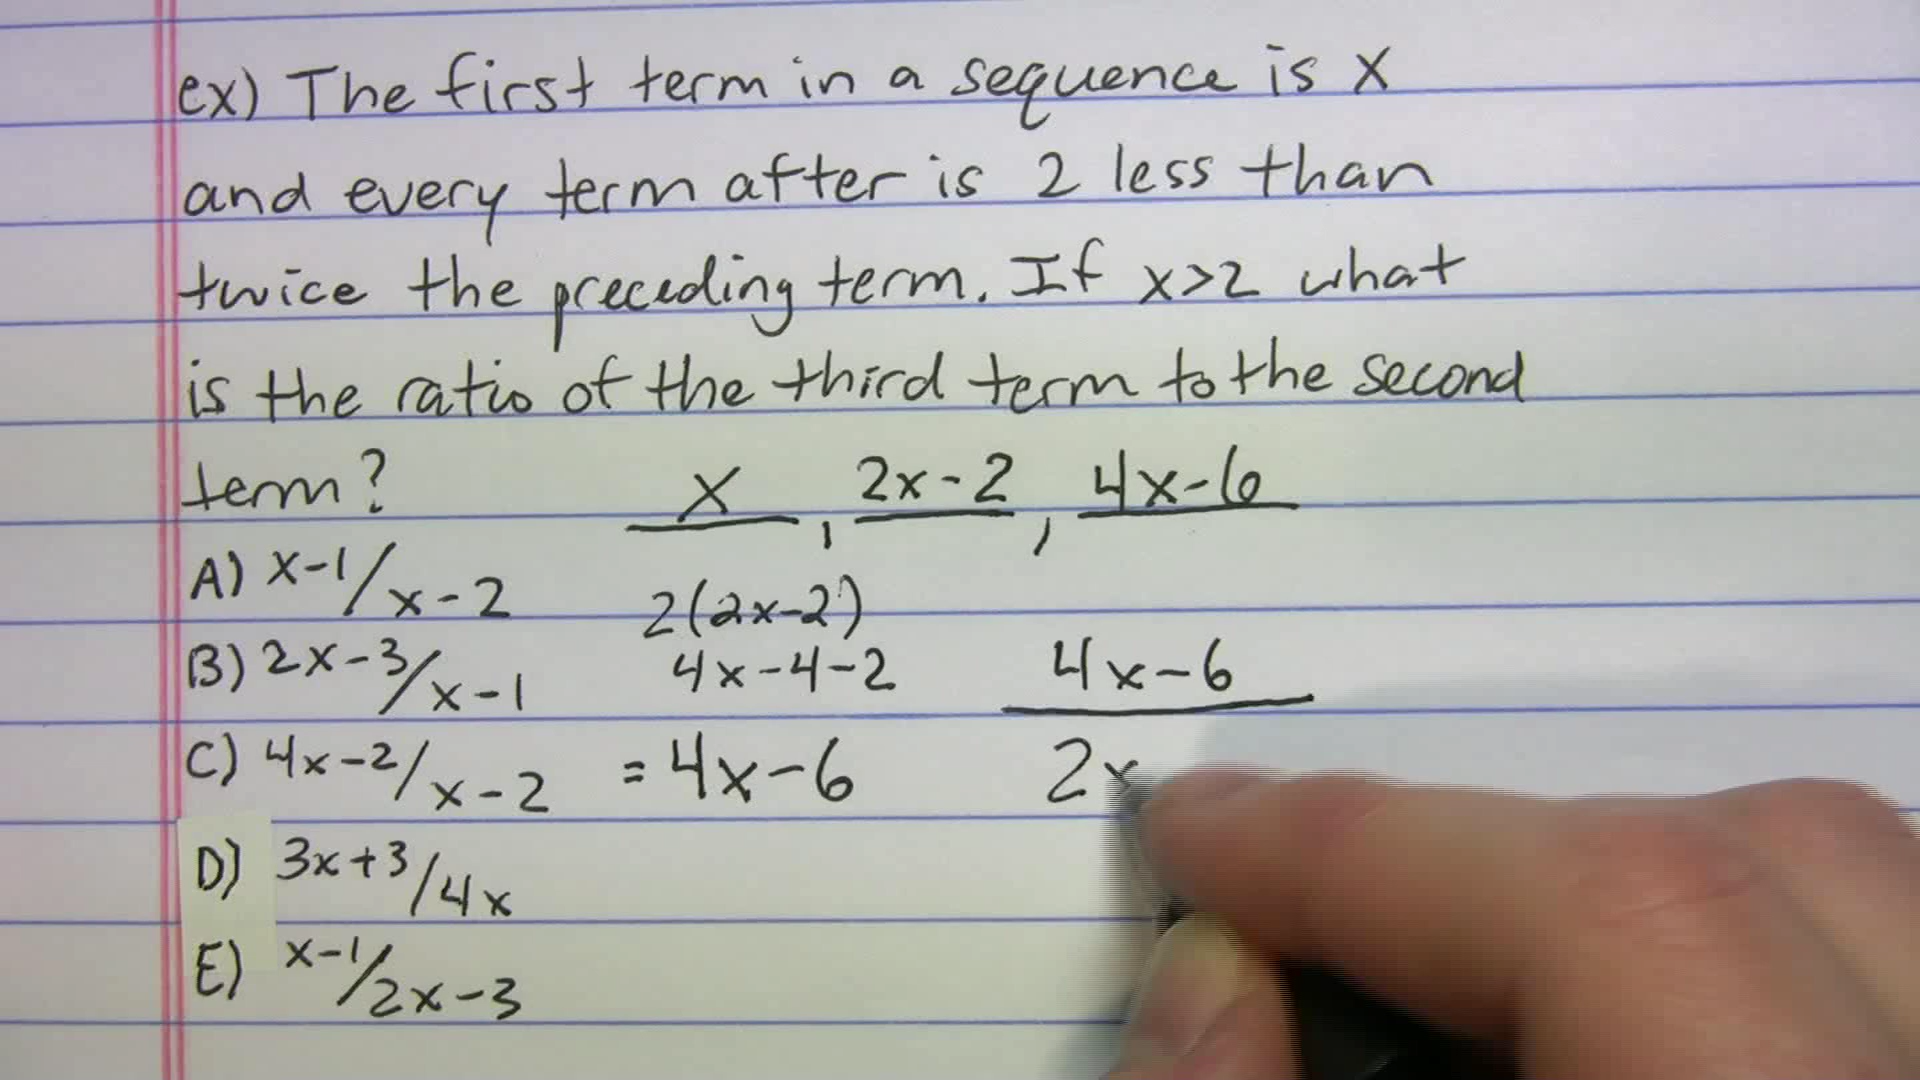 ex) The first term in a sequence is x
and every term after is 2 less than
twice the preceding term. If x>2 what
is the ratio of the third term to the second
term?
x , 2x-2 , 4x-6
A) x-1/x-2
B) 2x-3/x-1
C) 4x-2/x-2
D) 3x+3/4x
E) x-1/2x-3
2(2x-2)
4x-4-2
= 4x-6
4x-6
2x